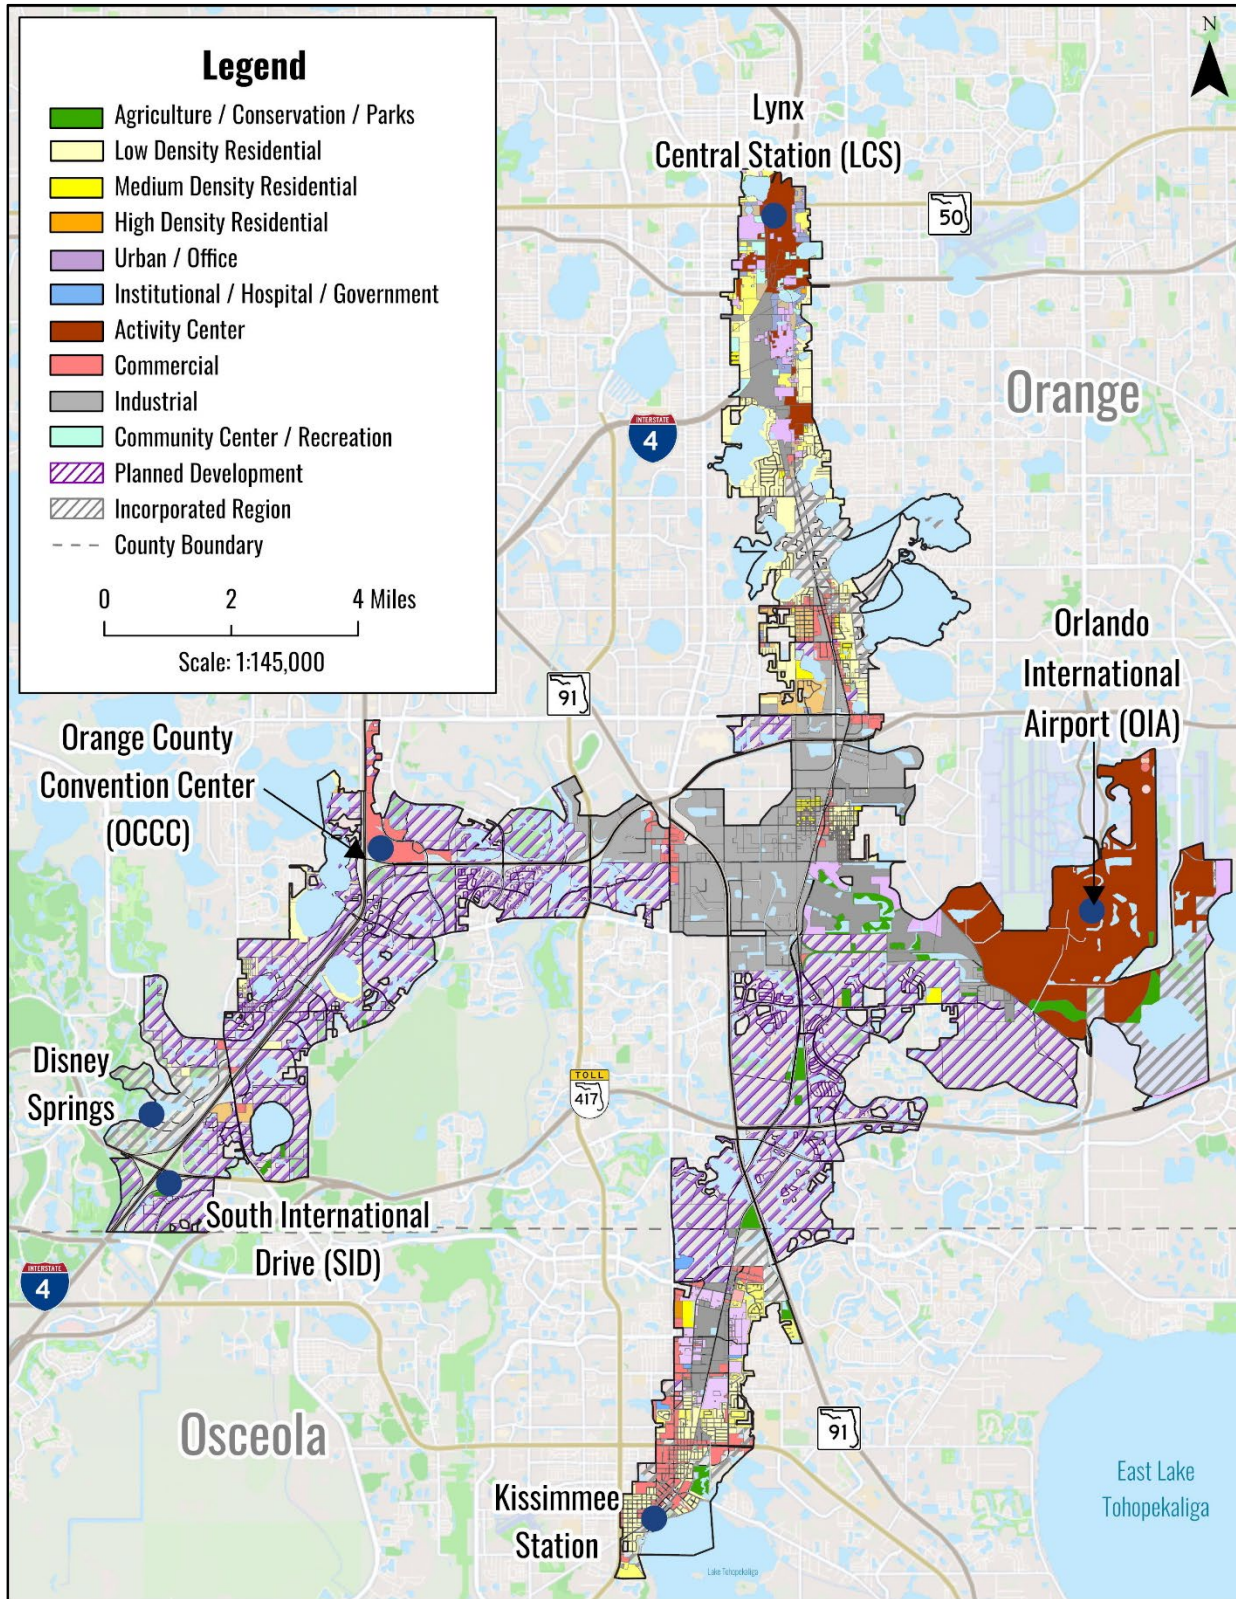 Legend
Agriculture / Conservation / Parks
Low Density Residential
Medium Density Residential
High Density Residential
Urban / Office
Institutional / Hospital / Government
Activity Center
Commercial
Industrial
Community Center / Recreation
Planned Development
Incorporated Region
County Boundary
0 2 4 Miles
Scale: 1:145,000
N
Lynx
Central Station (LCS)
50
Orange
INTERSTATE
4
Orlando
International
Airport (OIA)
91
Orange County
Convention Center
(OCCC)
Disney
Springs
TOLL
417
South International
Drive (SID)
INTERSTATE
4
Osceola
91
Kissimmee
Station
East Lake
Tohopekaliga
Lake Tohopekaliga